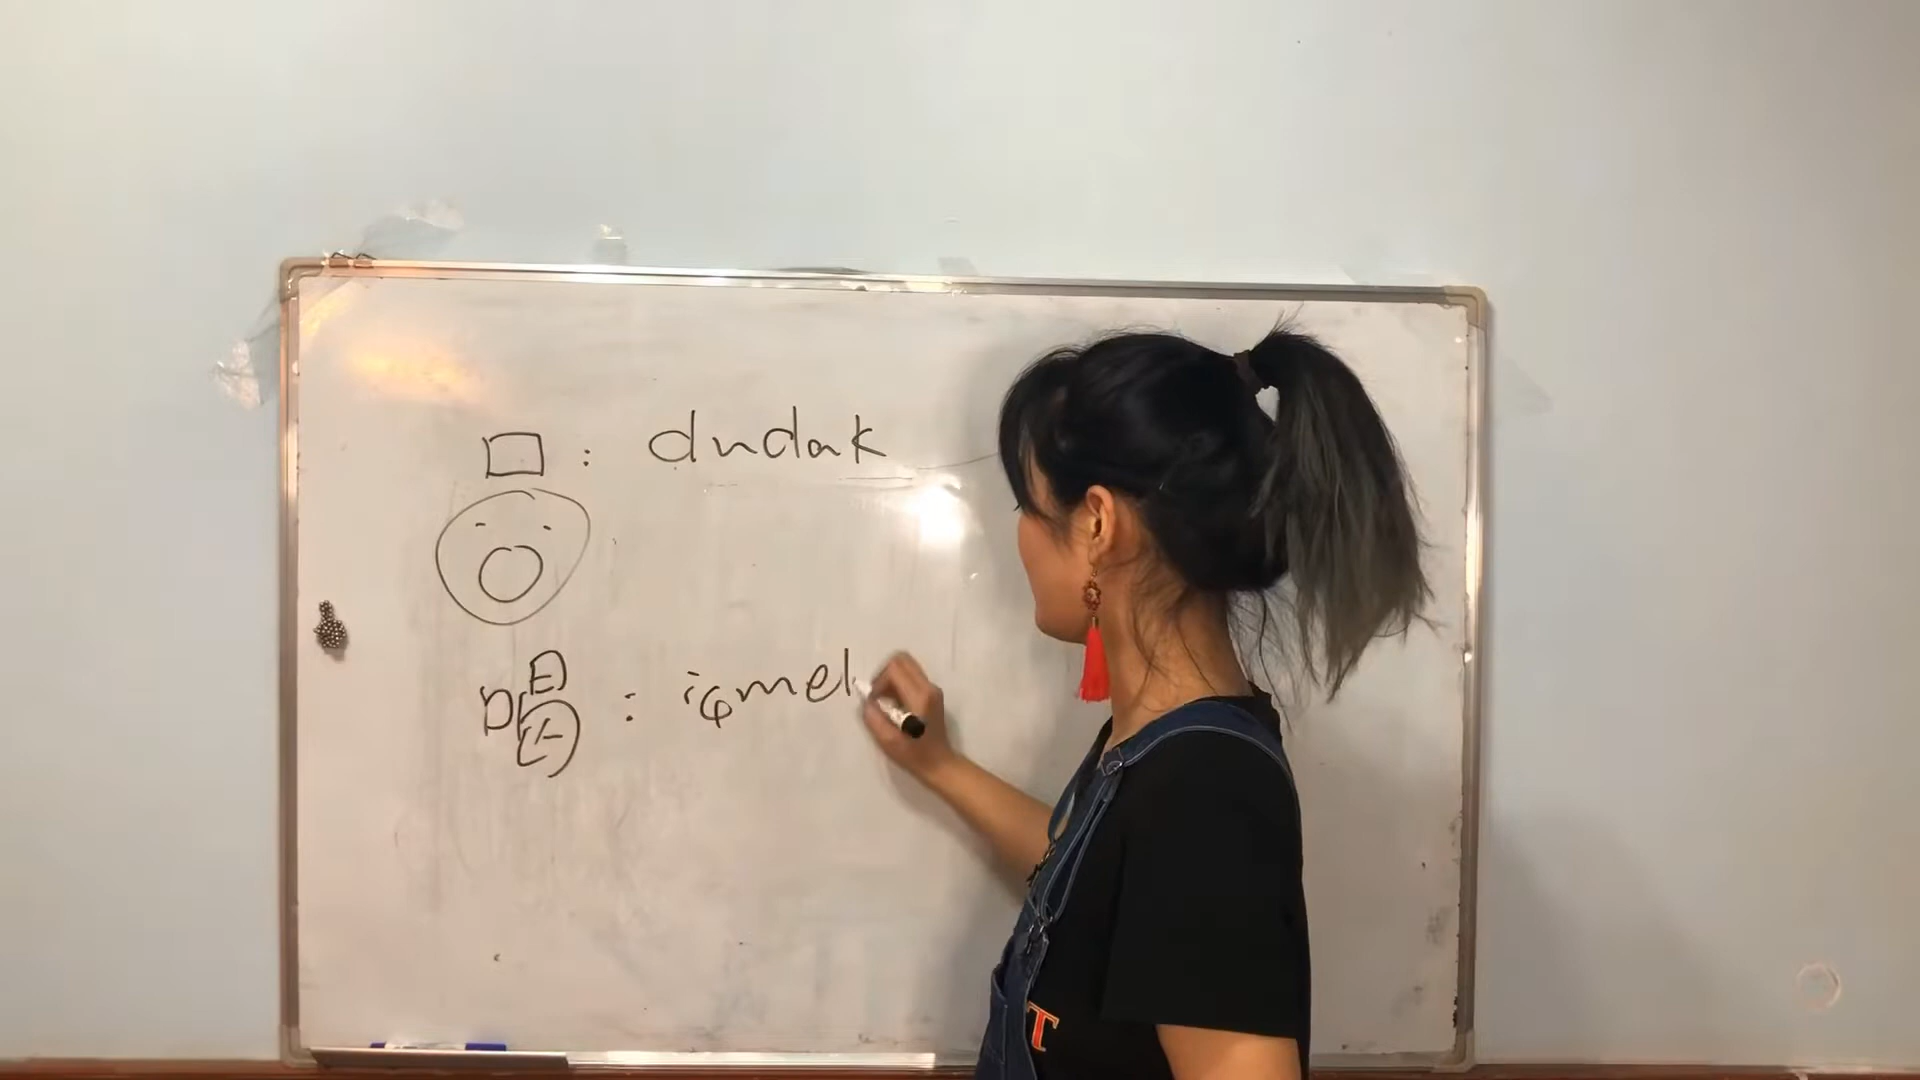 口: dudak
喝: içmek
T